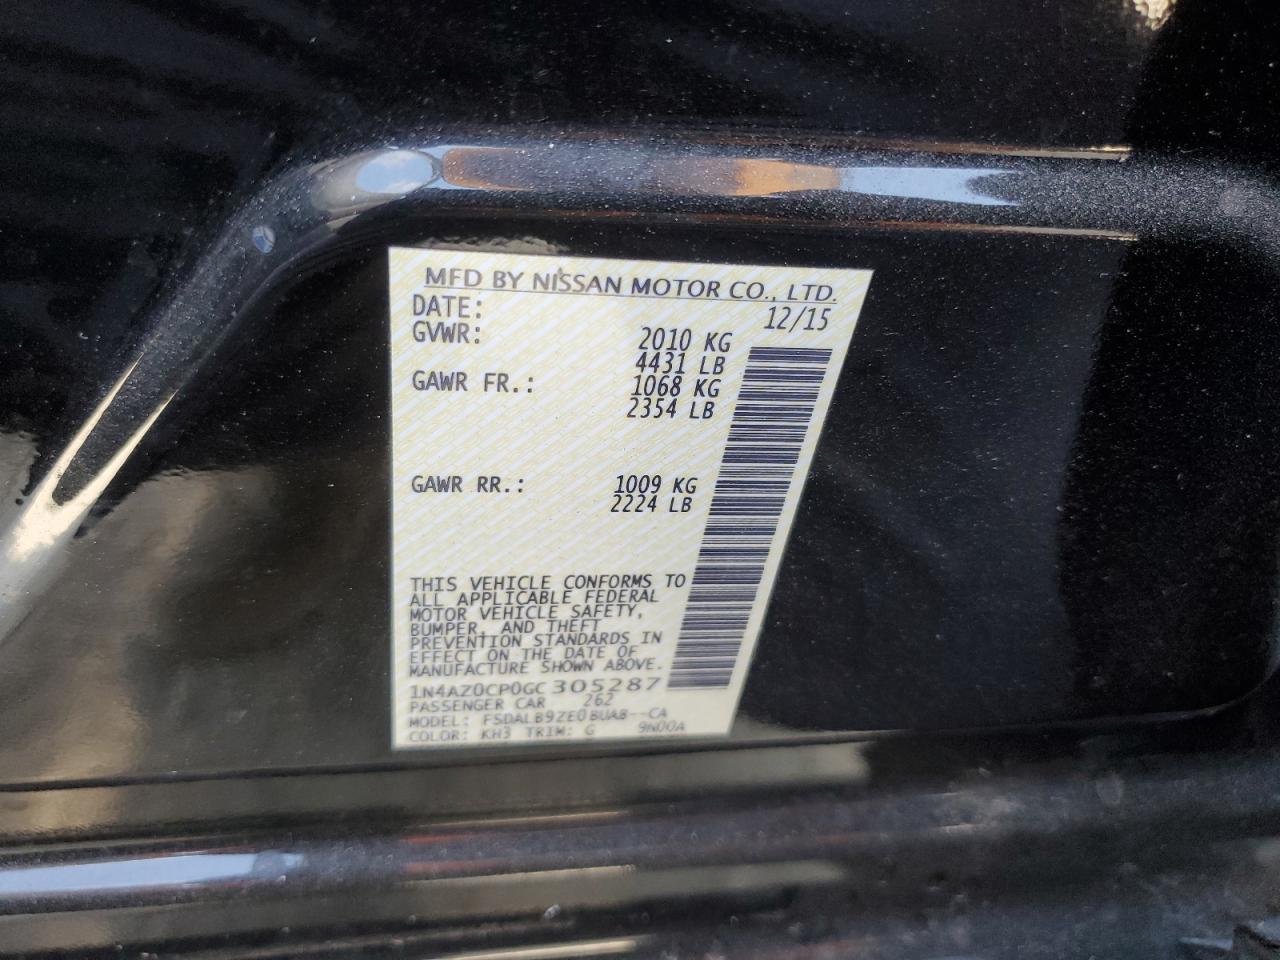 MFD BY NISSAN MOTOR CO., LTD.
DATE: 12/15
GVWR: 2010 KG
4431 LB
GAWR FR.: 1068 KG
2354 LB
GAWR RR.: 1009 KG
2224 LB
THIS VEHICLE CONFORMS TO
ALL APPLICABLE FEDERAL
MOTOR VEHICLE SAFETY,
BUMPER, AND THEFT
PREVENTION STANDARDS IN
EFFECT ON THE DATE OF
MANUFACTURE SHOWN ABOVE.
1N4AZ0CP0GC305287
PASSENGER CAR 262
MODEL: FSDALB9ZE0BUAB--CA
COLOR: KH3 TRIM: G 9N00A